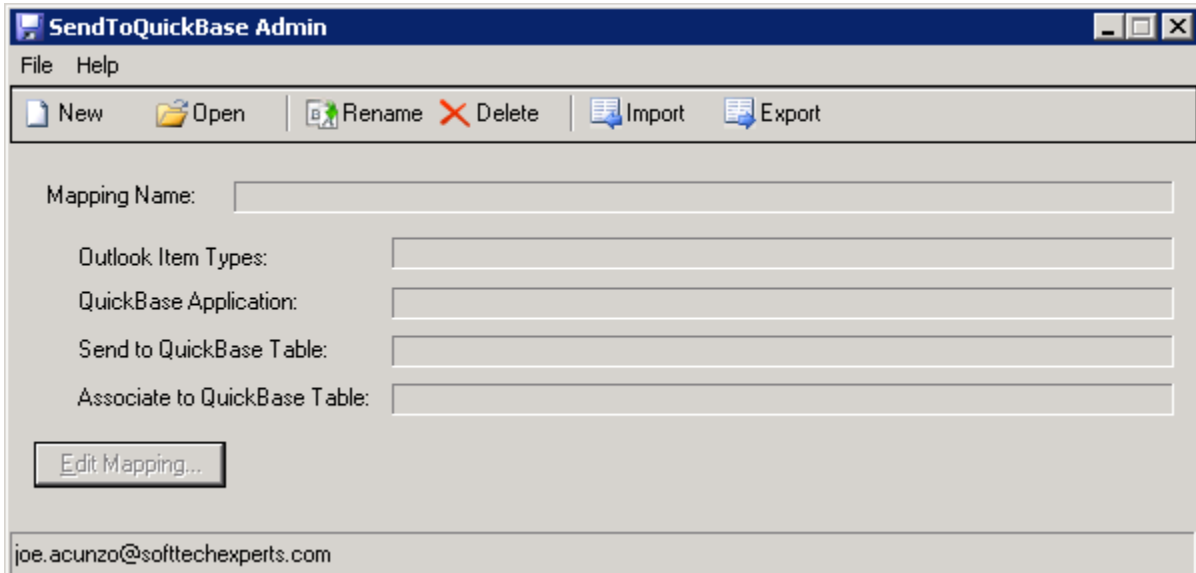 SendToQuickBase Admin
File Help
New Open Rename Delete Import Export
Mapping Name:
Outlook Item Types:
QuickBase Application:
Send to QuickBase Table:
Associate to QuickBase Table:
Edit Mapping...
joe.acunzo@softtechexperts.com